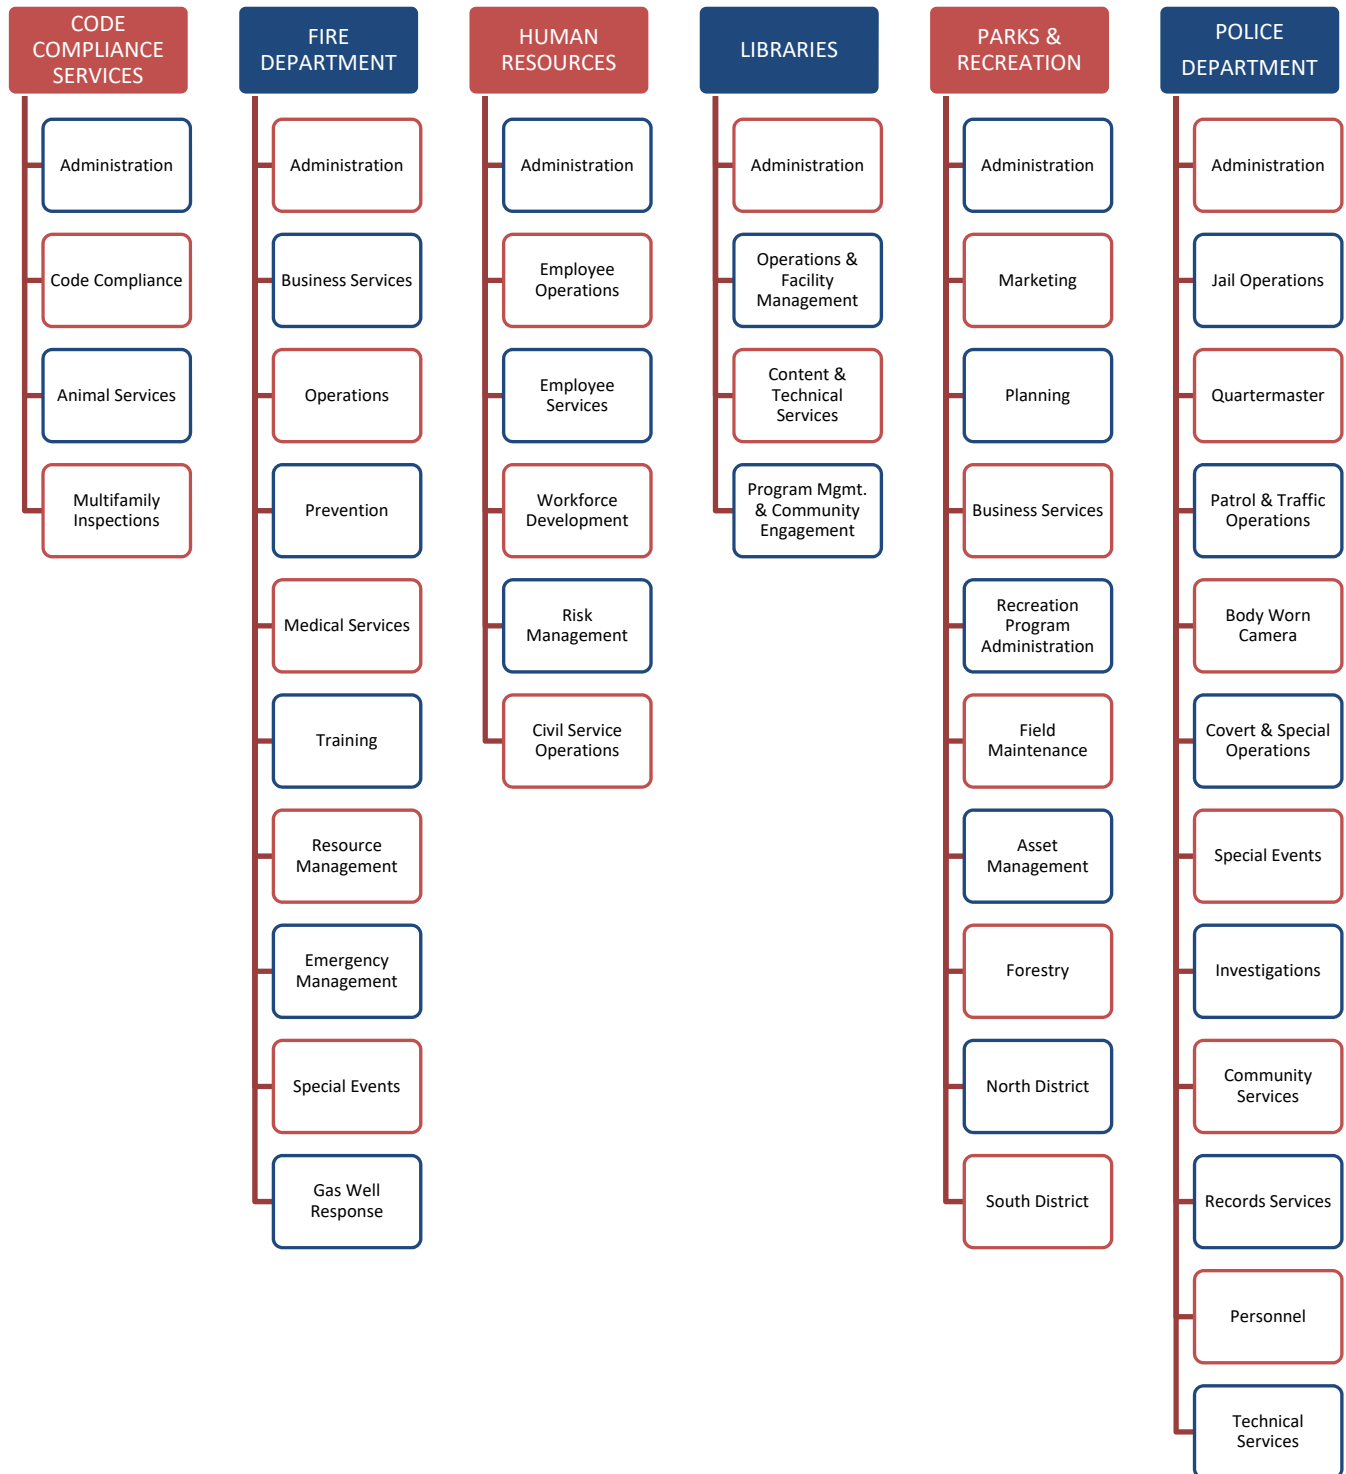 CODE
COMPLIANCE
SERVICES
Administration
Code Compliance
Animal Services
Multifamily
Inspections
FIRE
DEPARTMENT
Administration
Business Services
Operations
Prevention
Medical Services
Training
Resource
Management
Emergency
Management
Special Events
Gas Well
Response
HUMAN
RESOURCES
Administration
Employee
Operations
Employee
Services
Workforce
Development
Risk
Management
Civil Service
Operations
LIBRARIES
Administration
Operations &
Facility
Management
Content &
Technical
Services
Program Mgmt.
& Community
Engagement
PARKS &
RECREATION
Administration
Marketing
Planning
Business Services
Recreation
Program
Administration
Field
Maintenance
Asset
Management
Forestry
North District
South District
POLICE
DEPARTMENT
Administration
Jail Operations
Quartermaster
Patrol & Traffic
Operations
Body Worn
Camera
Covert & Special
Operations
Special Events
Investigations
Community
Services
Records Services
Personnel
Technical
Services